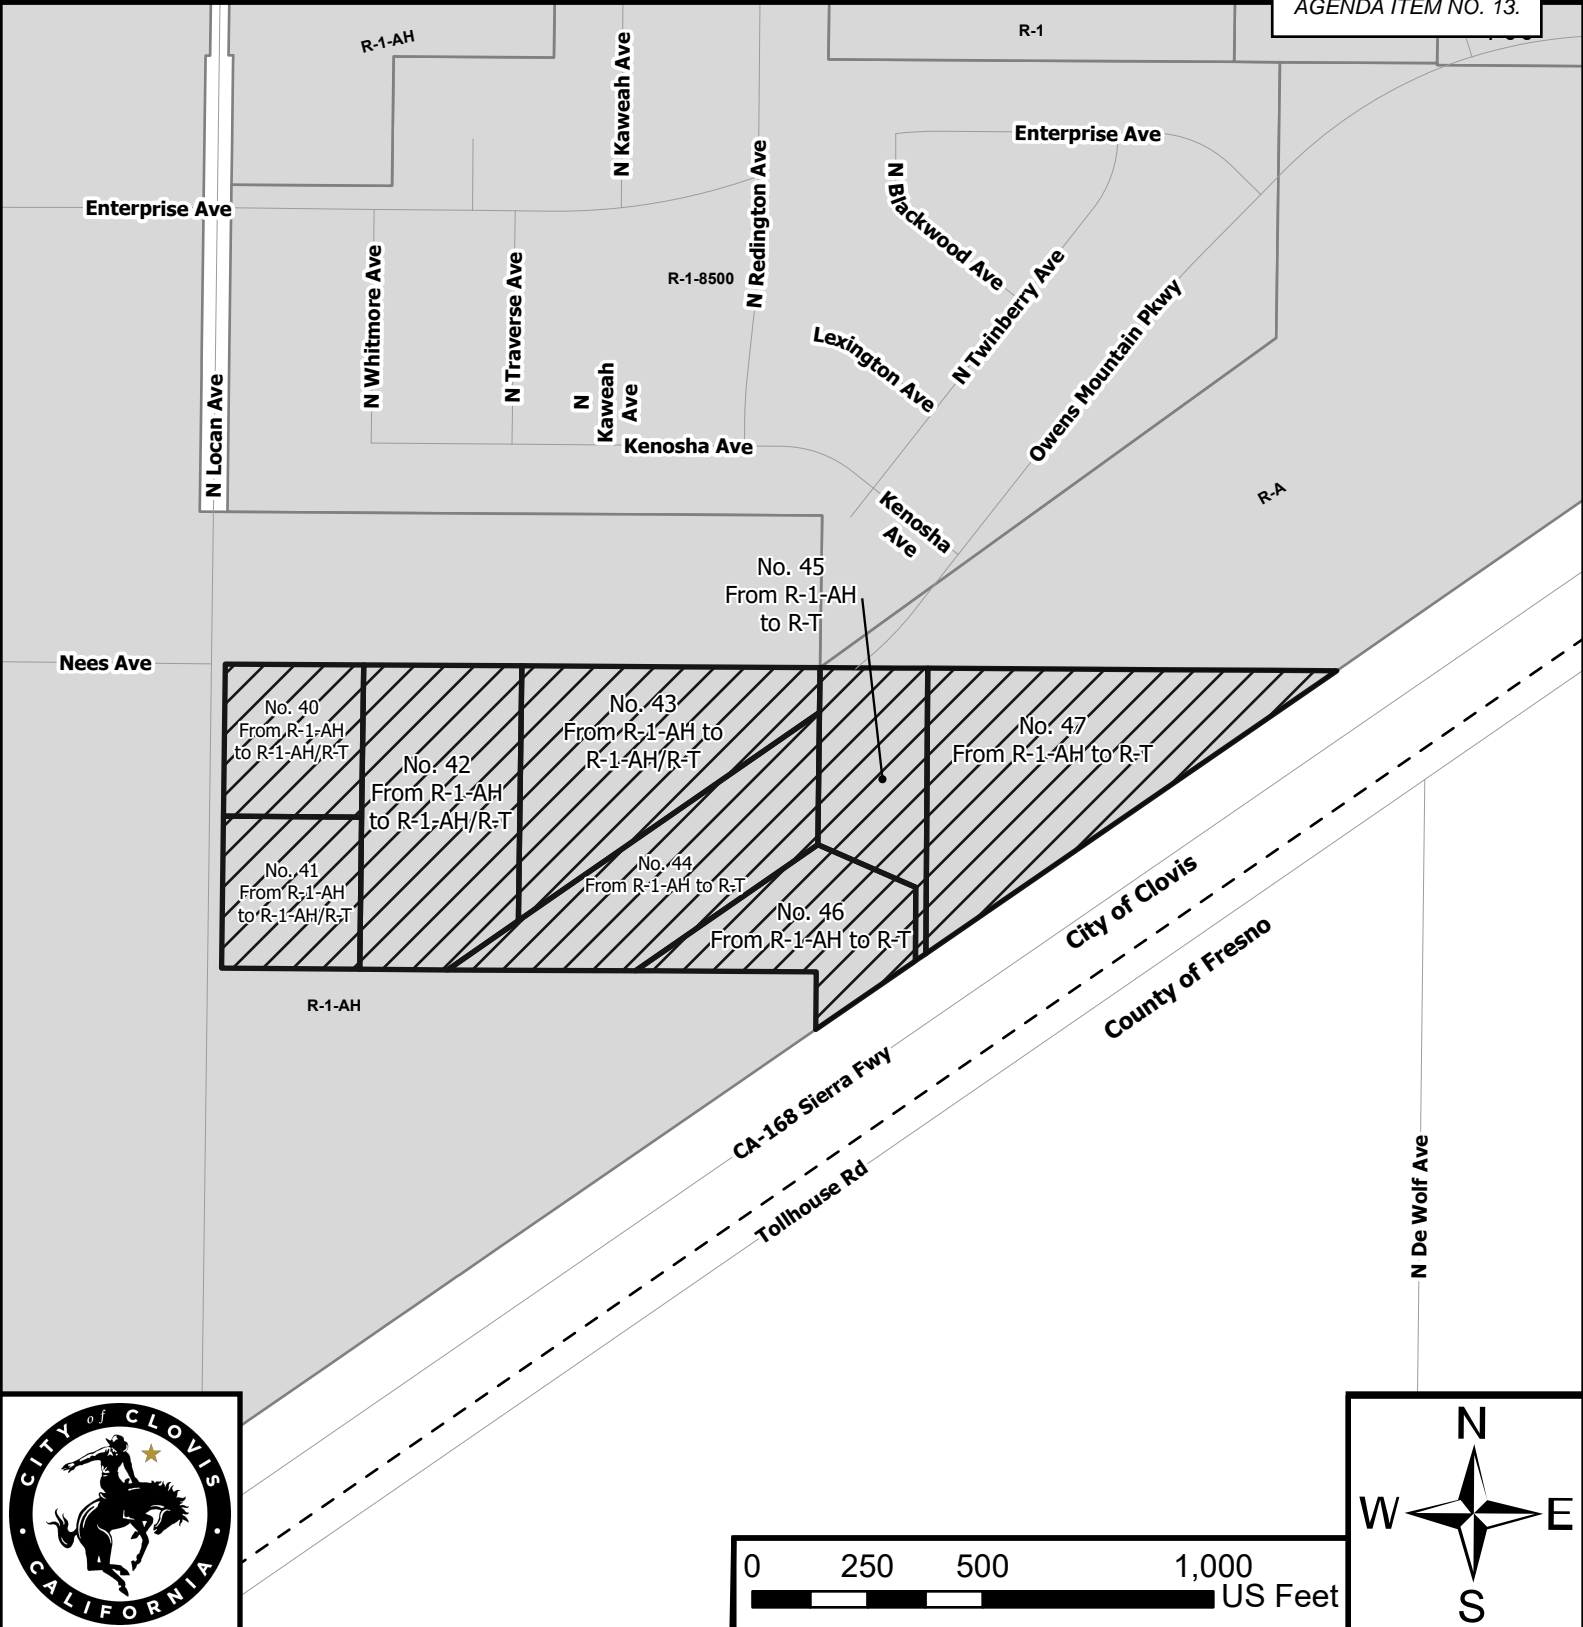 AGENDA ITEM NO. 13.
R-1-AH
N Kaweah Ave
R-1
Enterprise Ave
Enterprise Ave
N Redington Ave
N Blackwood Ave
N Locan Ave
N Whitmore Ave
N Traverse Ave
R-1-8500
N Twinberry Ave
Owens Mountain Pkwy
Lexington Ave
N
Kaweah
Ave
Kenosha Ave
Kenosha
Ave
R-A
No. 45
From R-1-AH
to R-T
Nees Ave
No. 40
From R-1-AH
to R-1-AH/R-T
No. 42
From R-1-AH
to R-1-AH/R-T
No. 43
From R-1-AH to
R-1-AH/R-T
No. 47
From R-1-AH to R-T
No. 41
From R-1-AH
to R-1-AH/R-T
No. 44
From R-1-AH to R-T
No. 46
From R-1-AH to R-T
R-1-AH
City of Clovis
County of Fresno
CA-168 Sierra Fwy
Tollhouse Rd
N De Wolf Ave
CITY of CLOVIS
CALIFORNIA
0 250 500 1,000
US Feet
N
W E
S